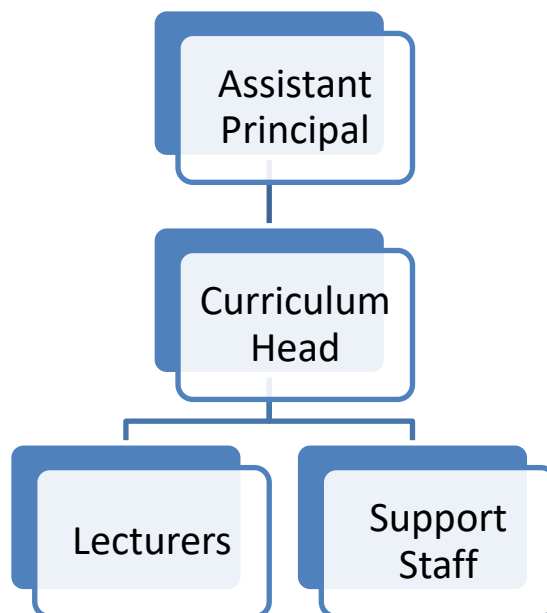 Assistant
Principal
Curriculum
Head
Lecturers
Support
Staff